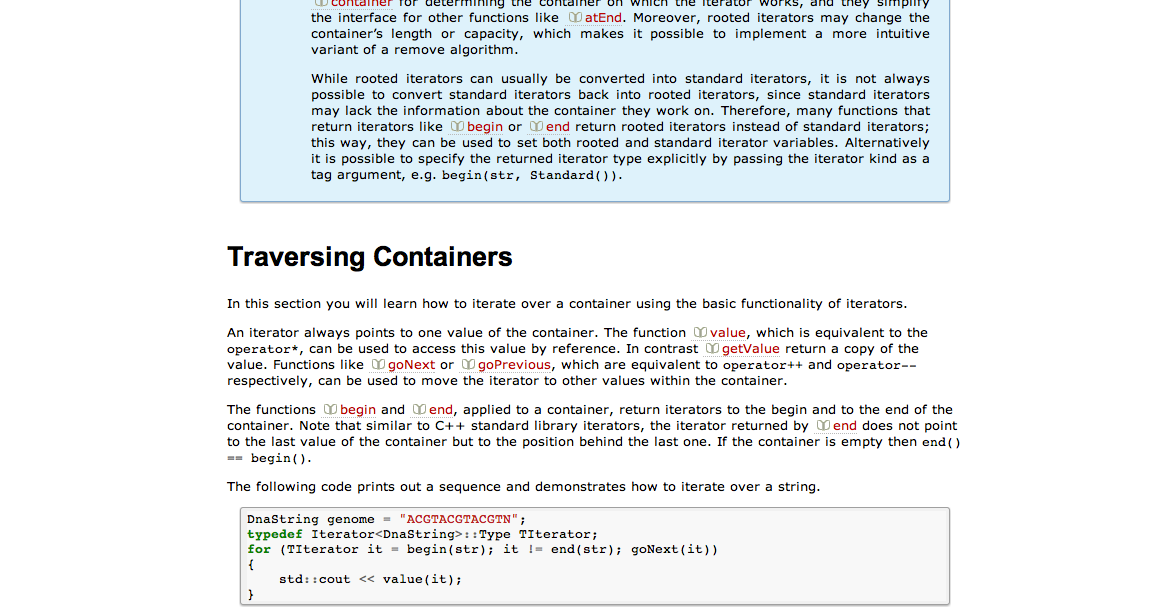 container for determining the container on which the iterator works, and they simplify
the interface for other functions like atEnd. Moreover, rooted iterators may change the
container’s length or capacity, which makes it possible to implement a more intuitive
variant of a remove algorithm.
While rooted iterators can usually be converted into standard iterators, it is not always
possible to convert standard iterators back into rooted iterators, since standard iterators
may lack the information about the container they work on. Therefore, many functions that
return iterators like begin or end return rooted iterators instead of standard iterators;
this way, they can be used to set both rooted and standard iterator variables. Alternatively
it is possible to specify the returned iterator type explicitly by passing the iterator kind as a
tag argument, e.g. begin(str, Standard()).
Traversing Containers
In this section you will learn how to iterate over a container using the basic functionality of iterators.
An iterator always points to one value of the container. The function value, which is equivalent to the
operator*, can be used to access this value by reference. In contrast getValue return a copy of the
value. Functions like goNext or goPrevious, which are equivalent to operator++ and operator--
respectively, can be used to move the iterator to other values within the container.
The functions begin and end, applied to a container, return iterators to the begin and to the end of the
container. Note that similar to C++ standard library iterators, the iterator returned by end does not point
to the last value of the container but to the position behind the last one. If the container is empty then end()
== begin().
The following code prints out a sequence and demonstrates how to iterate over a string.
DnaString genome = "ACGTACGTACGTN";
typedef Iterator<DnaString>::Type TIterator;
for (TIterator it = begin(str); it != end(str); goNext(it))
{
    std::cout << value(it);
}